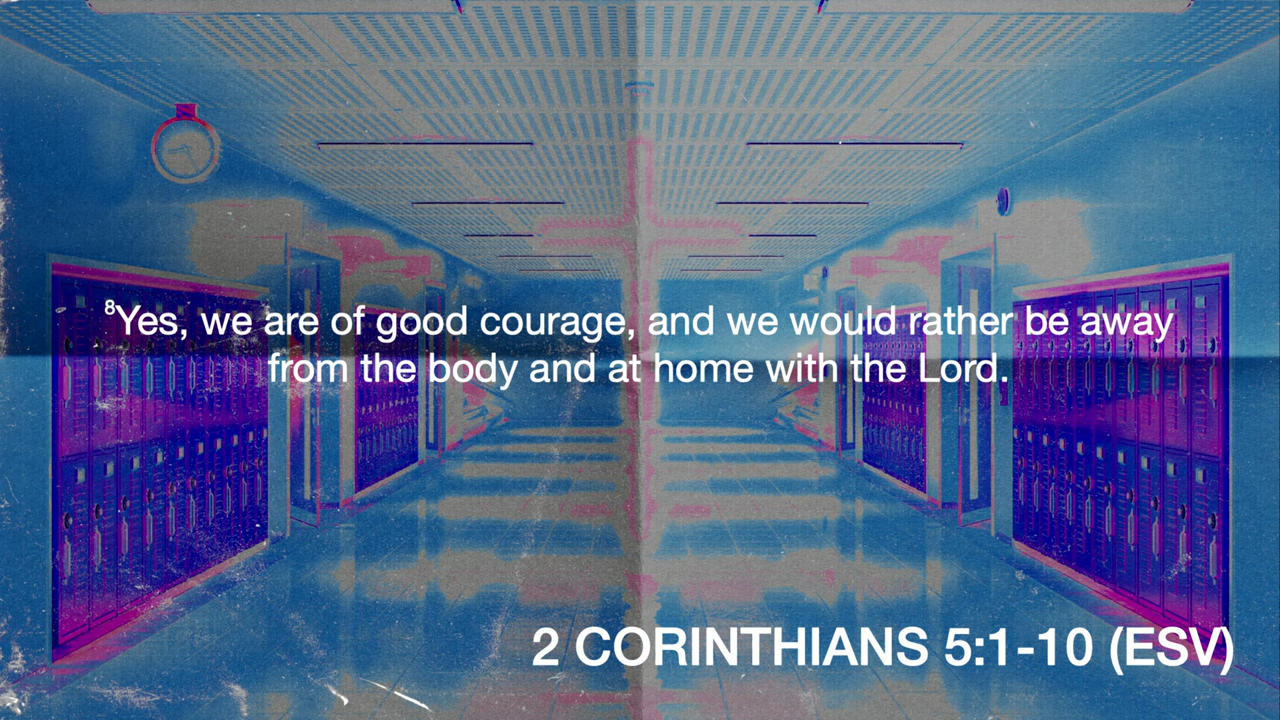 ⁸Yes, we are of good courage, and we would rather be away
from the body and at home with the Lord.
2 CORINTHIANS 5:1-10 (ESV)